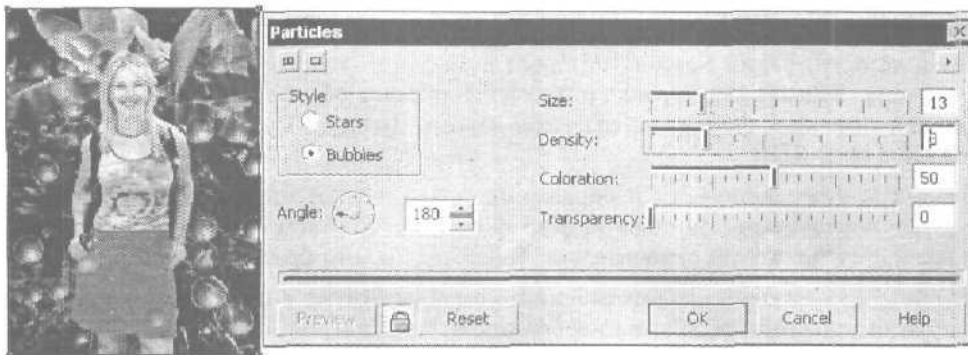 Particles
Style
Stars
Bubbles
Angle: 180
Size: 13
Density:
Coloration: 50
Transparency: 0
Preview
Reset
OK
Cancel
Help